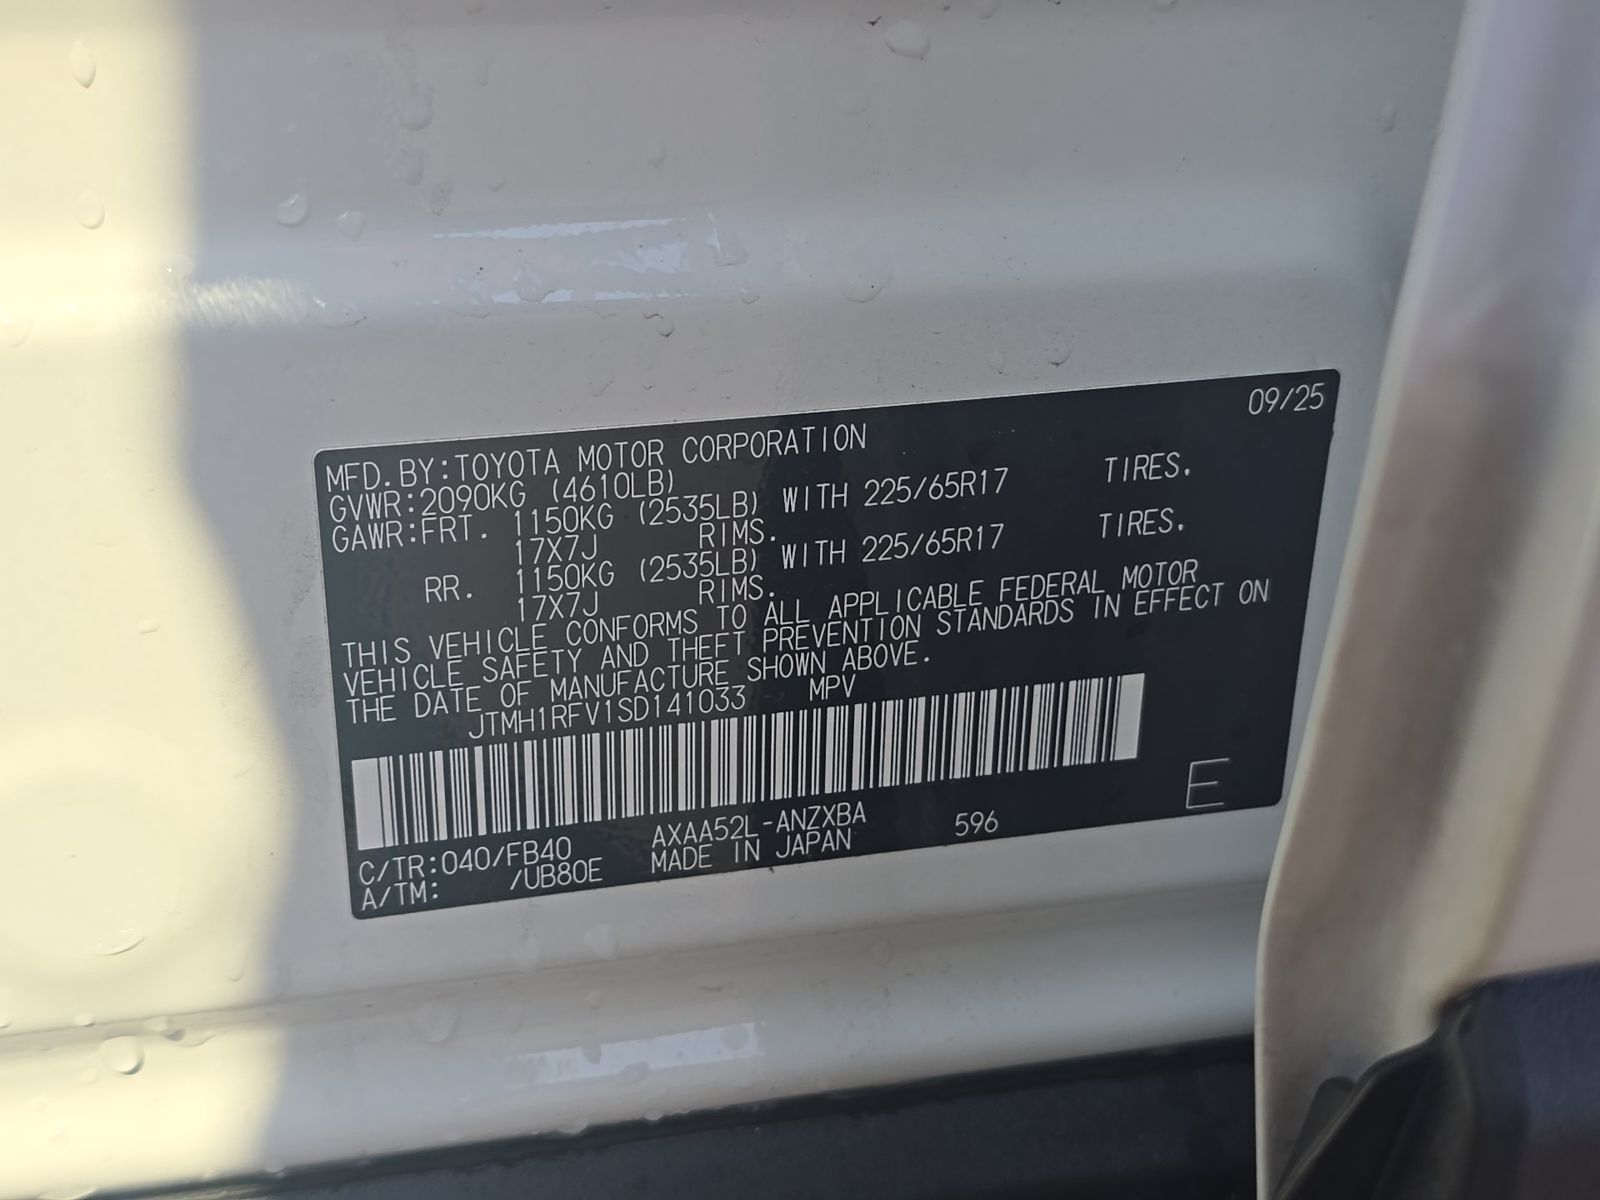 09/25
MFD.BY:TOYOTA MOTOR CORPORATION
GVWR:2090KG (4610LB)
GAWR:FRT. 1150KG (2535LB) WITH 225/65R17 TIRES.
17X7J RIMS.
RR. 1150KG (2535LB) WITH 225/65R17 TIRES.
17X7J RIMS.
THIS VEHICLE CONFORMS TO ALL APPLICABLE FEDERAL MOTOR
VEHICLE SAFETY AND THEFT PREVENTION STANDARDS IN EFFECT ON
THE DATE OF MANUFACTURE SHOWN ABOVE.
JTMH1RFV1SD141033 MPV
E
C/TR:040/FB40 AXAA52L-ANZXBA 596
A/TM: /UB80E MADE IN JAPAN